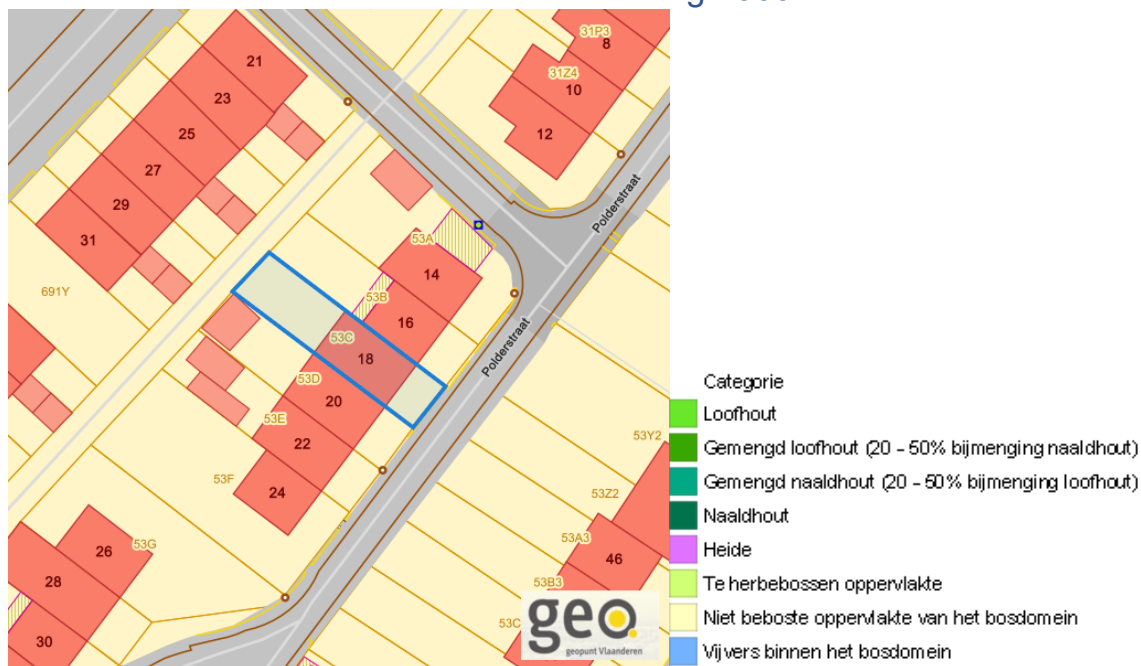 21
23
25
27
29
31
691Y
31P3
8
31Z4
10
12
Polderstraat
53A
14
53B
16
53C
18
53D
20
53E
22
53F
24
Polderstraat
53G
26
28
30
53Y2
53Z2
53A3
46
53B3
53C
geo.
geopunt Vlaanderen
Categorie
Loofhout
Gemengd loofhout (20 - 50% bijmenging naaldhout)
Gemengd naaldhout (20 - 50% bijmenging loofhout)
Naaldhout
Heide
Te herbebossen oppervlakte
Niet beboste oppervlakte van het bosdomein
Vijvers binnen het bosdomein